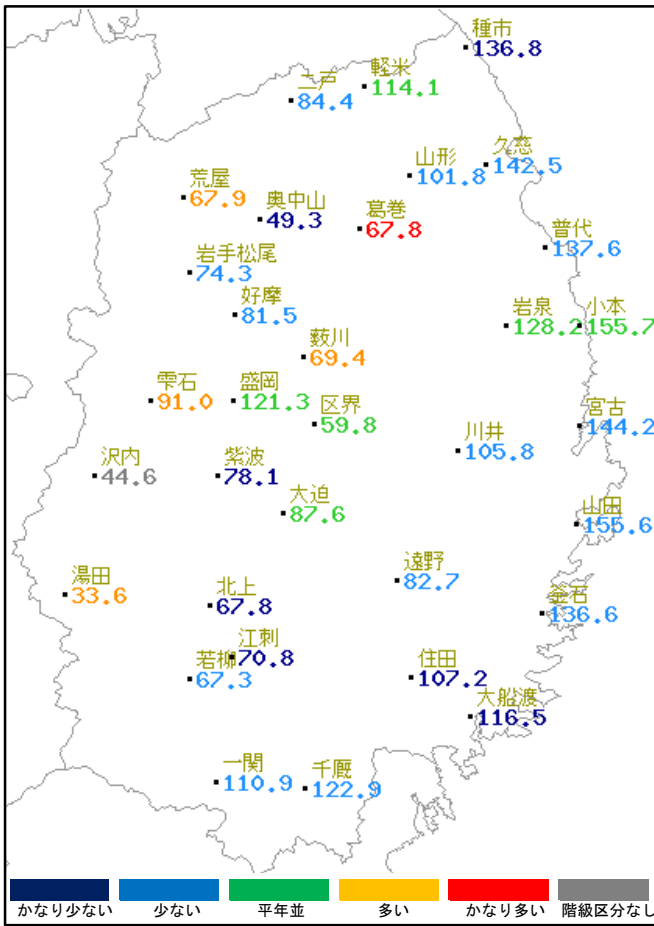 種市
136.8
軽米
114.1
二戸
84.4
久慈
142.5
山形
101.8
荒屋
67.9
奥中山
49.3
葛巻
67.8
普代
137.6
岩手松尾
74.3
好摩
81.5
岩泉
128.2
小本
155.7
薮川
69.4
雫石
91.0
盛岡
121.3
区界
59.8
宮古
144.2
川井
105.8
沢内
44.6
紫波
78.1
大迫
87.6
山田
155.6
湯田
33.6
遠野
82.7
北上
67.8
釜石
136.6
江刺
70.8
若柳
67.3
住田
107.2
大船渡
116.5
一関
110.9
千厩
122.9
かなり少ない
少ない
平年並
多い
かなり多い
階級区分なし